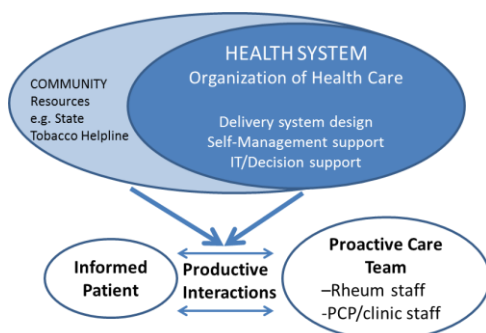 HEALTH SYSTEM
Organization of Health Care
COMMUNITY
Resources
e.g. State
Tobacco Helpline
Delivery system design
Self-Management support
IT/Decision support
Informed
Patient
Productive
Interactions
Proactive Care
Team
–Rheum staff
-PCP/clinic staff